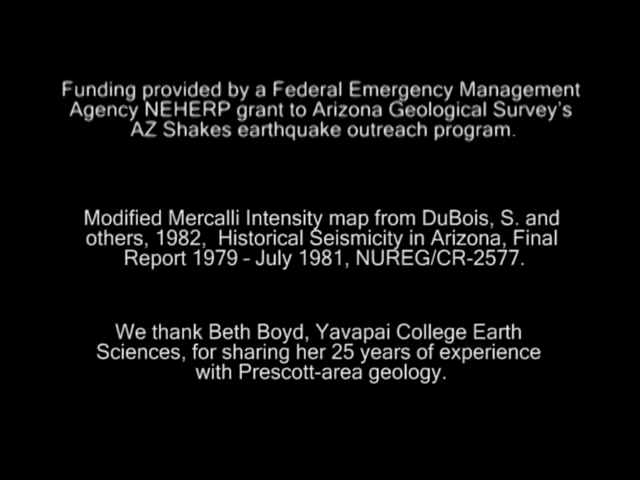 Funding provided by a Federal Emergency Management
Agency NEHERP grant to Arizona Geological Survey's
AZ Shakes earthquake outreach program.
Modified Mercalli Intensity map from DuBois, S. and
others, 1982, Historical Seismicity in Arizona, Final
Report 1979 - July 1981, NUREG/CR-2577.
We thank Beth Boyd, Yavapai College Earth
Sciences, for sharing her 25 years of experience
with Prescott-area geology.